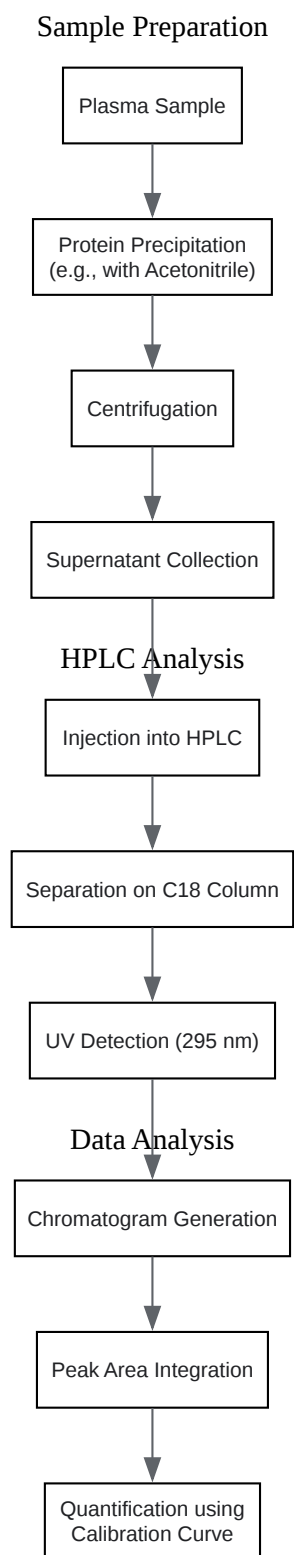 Sample Preparation
Plasma Sample
Protein Precipitation
(e.g., with Acetonitrile)
Centrifugation
Supernatant Collection
HPLC Analysis
Injection into HPLC
Separation on C18 Column
UV Detection (295 nm)
Data Analysis
Chromatogram Generation
Peak Area Integration
Quantification using
Calibration Curve